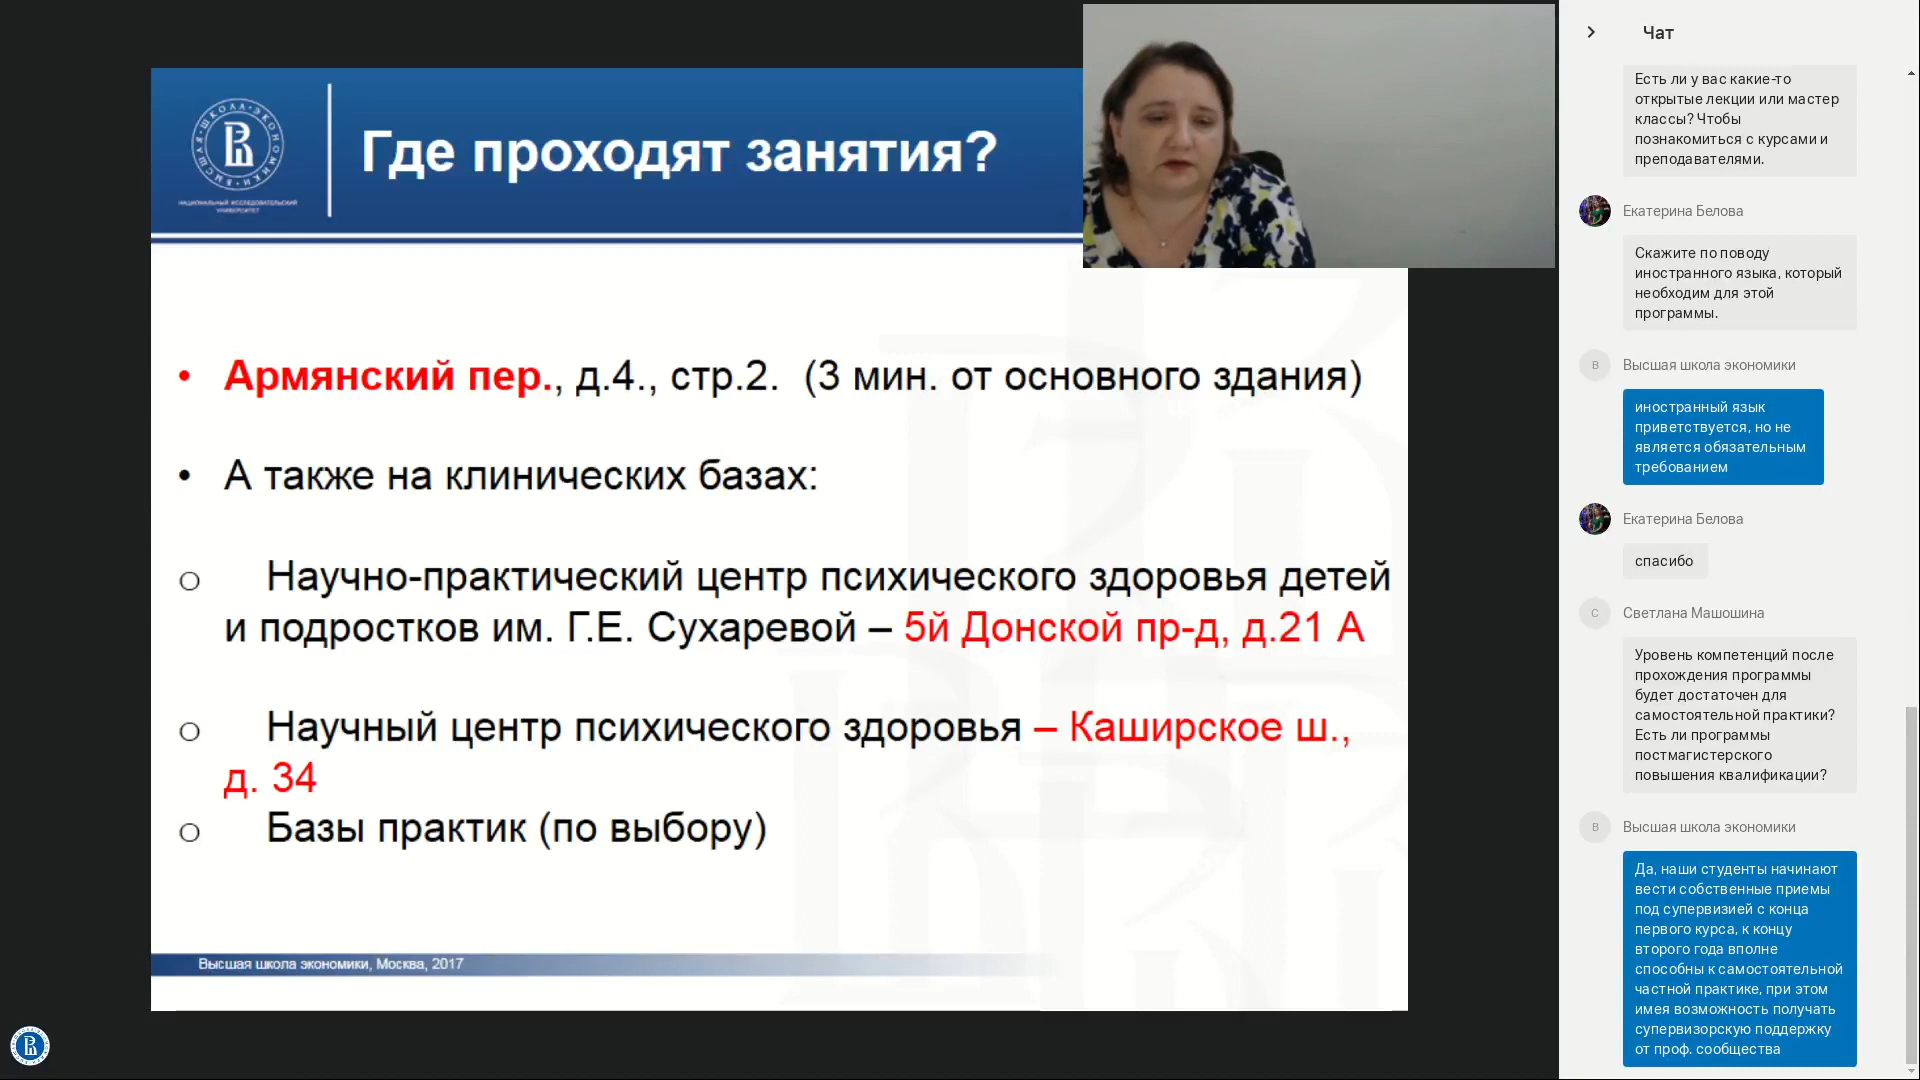 ВЫСШАЯ ШКОЛА ЭКОНОМИКИ
НАЦИОНАЛЬНЫЙ ИССЛЕДОВАТЕЛЬСКИЙ
УНИВЕРСИТЕТ
Где проходят занятия?
• Армянский пер., д.4., стр.2. (3 мин. от основного здания)
• А также на клинических базах:
o Научно-практический центр психического здоровья детей
и подростков им. Г.Е. Сухаревой – 5й Донской пр-д, д.21 А
o Научный центр психического здоровья – Каширское ш.,
д. 34
o Базы практик (по выбору)
Высшая школа экономики, Москва, 2017
Чат
Есть ли у вас какие-то
открытые лекции или мастер
классы? Чтобы
познакомиться с курсами и
преподавателями.
Екатерина Белова
Скажите по поводу
иностранного языка, который
необходим для этой
программы.
В
Высшая школа экономики
иностранный язык
приветствуется, но не
является обязательным
требованием
Екатерина Белова
спасибо
С
Светлана Машошина
Уровень компетенций после
прохождения программы
будет достаточен для
самостоятельной практики?
Есть ли программы
постмагистерского
повышения квалификации?
В
Высшая школа экономики
Да, наши студенты начинают
вести собственные приемы
под супервизией с конца
первого курса, к концу
второго года вполне
способны к самостоятельной
частной практике, при этом
имея возможность получать
супервизорскую поддержку
от проф. сообщества